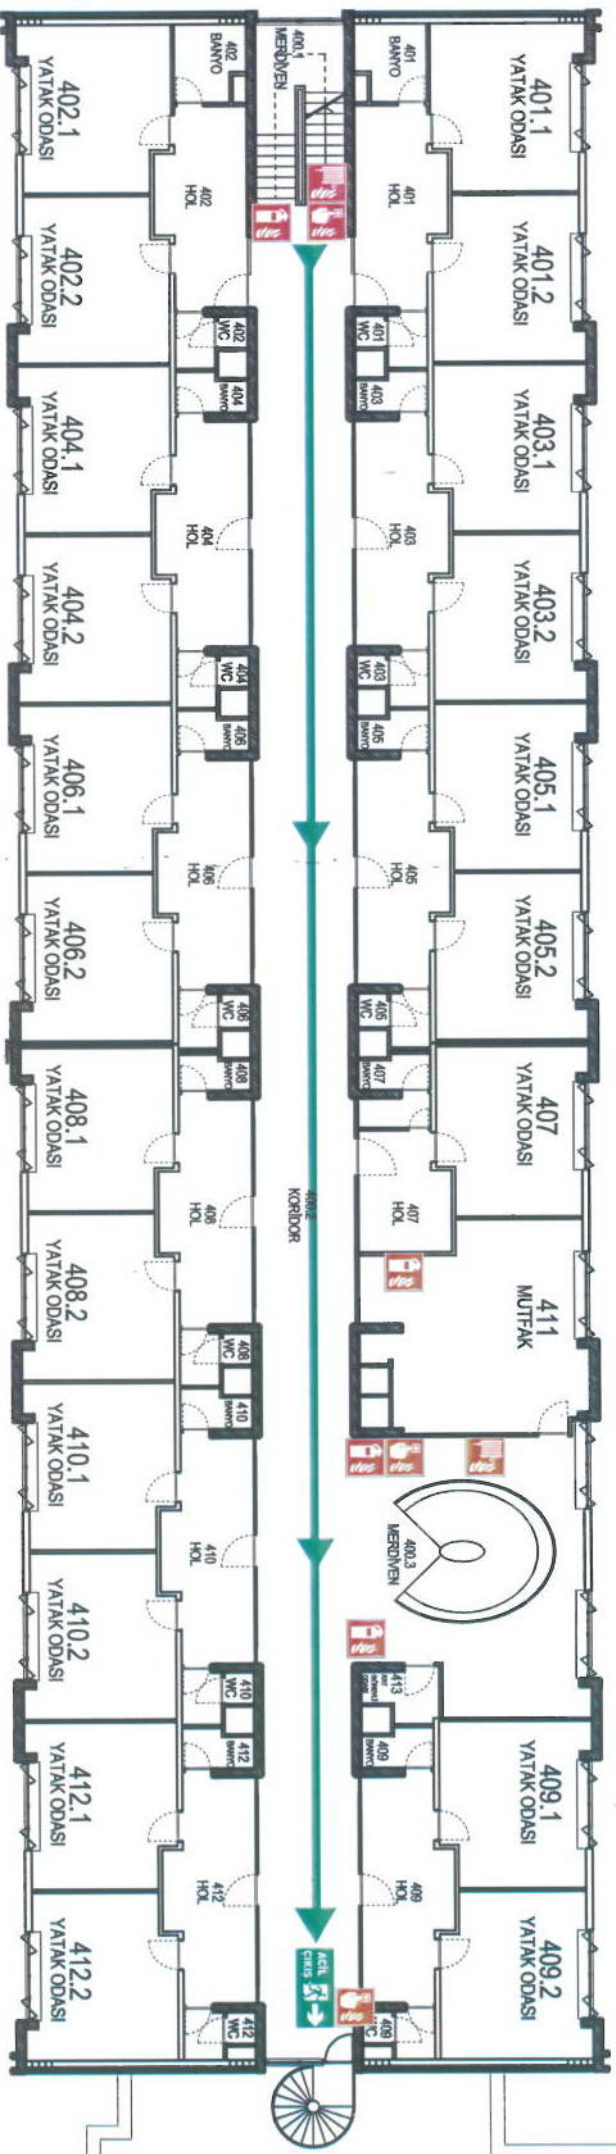 401.1
YATAK ODASI
401.2
YATAK ODASI
403.1
YATAK ODASI
403.2
YATAK ODASI
405.1
YATAK ODASI
405.2
YATAK ODASI
407
YATAK ODASI
411
MUTFAK
409.1
YATAK ODASI
409.2
YATAK ODASI
401
BANYO
401
HOL
401
WC
403
BANYO
403
HOL
403
WC
405
BANYO
405
HOL
405
WC
407
BANYO
407
HOL
400.3
MERDİVEN
413
409
BANYO
409
HOL
409
WC
400.1
MERDİVEN
400.2
KORİDOR
ACİL
ÇIKIŞ
402
BANYO
402
HOL
402
WC
404
BANYO
404
HOL
404
WC
406
BANYO
406
HOL
406
WC
408
BANYO
408
HOL
408
WC
410
BANYO
410
HOL
410
WC
412
BANYO
412
HOL
412
WC
402.1
YATAK ODASI
402.2
YATAK ODASI
404.1
YATAK ODASI
404.2
YATAK ODASI
406.1
YATAK ODASI
406.2
YATAK ODASI
408.1
YATAK ODASI
408.2
YATAK ODASI
410.1
YATAK ODASI
410.2
YATAK ODASI
412.1
YATAK ODASI
412.2
YATAK ODASI